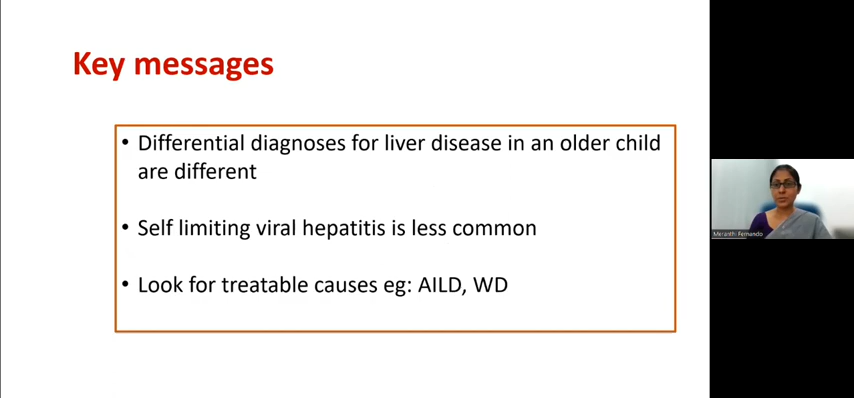 Key messages
• Differential diagnoses for liver disease in an older child
are different
• Self limiting viral hepatitis is less common
• Look for treatable causes eg: AILD, WD
Meranthi Fernando